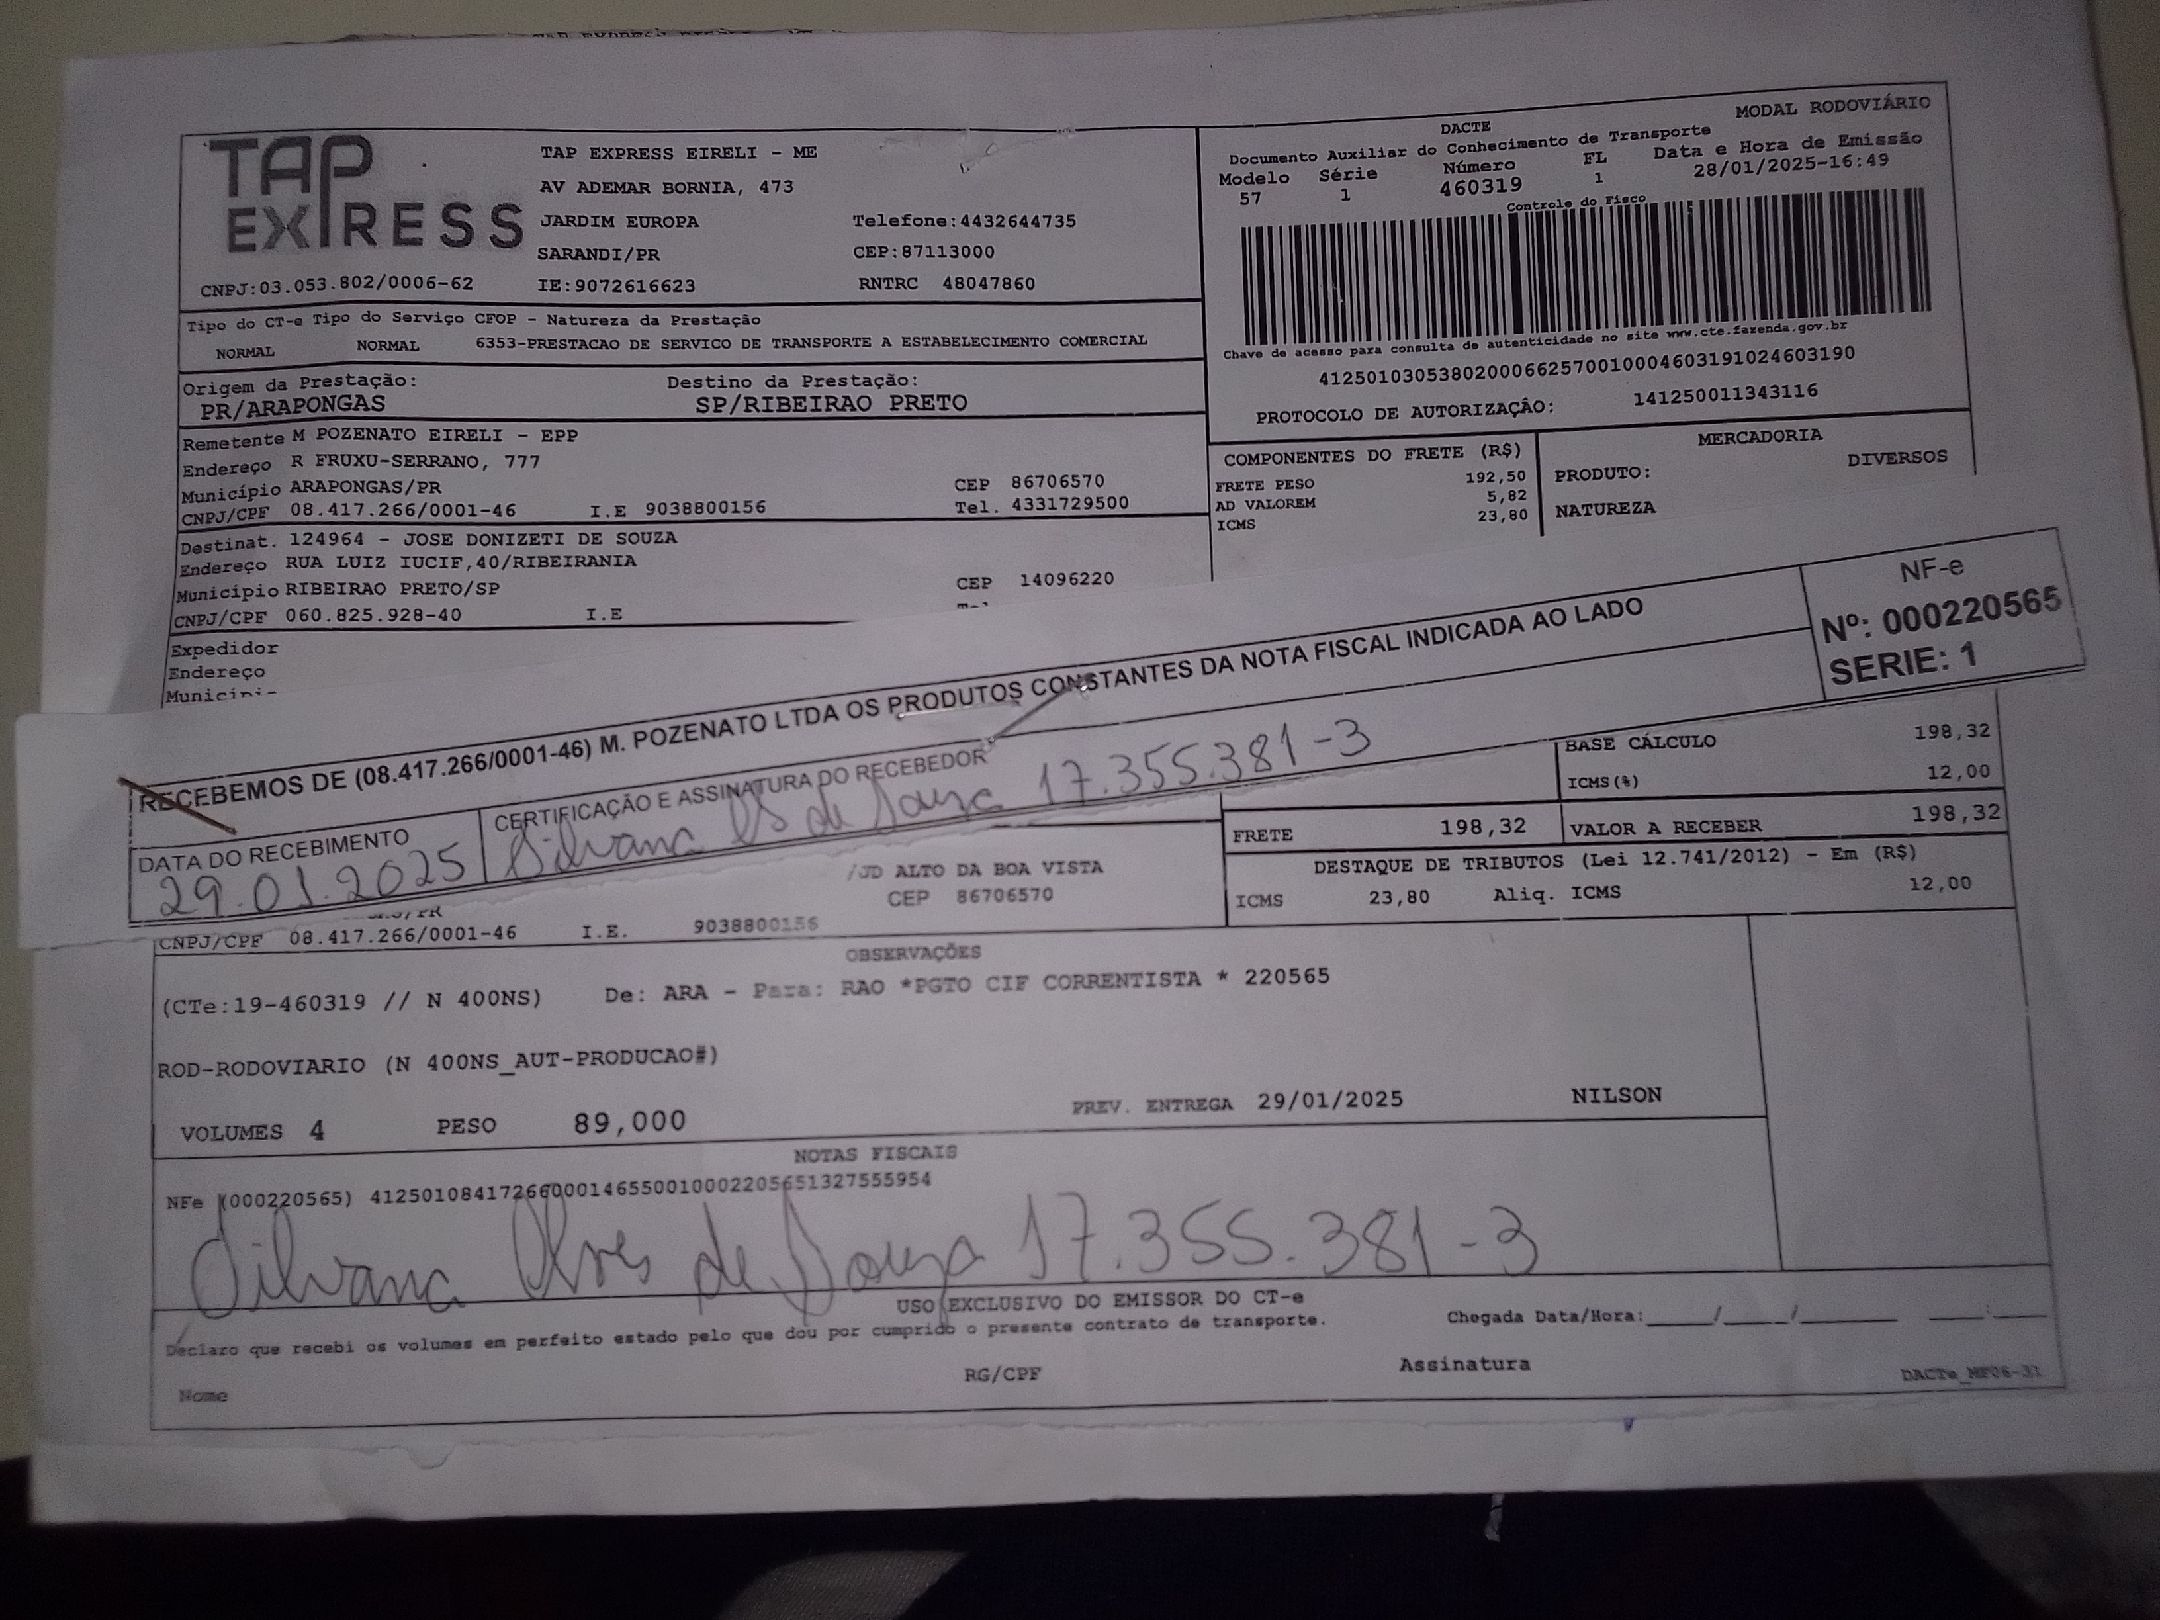 TAP EXPRESS
TAP EXPRESS EIRELI - ME
AV ADEMAR BORNIA, 473
JARDIM EUROPA Telefone:4432644735
SARANDI/PR CEP:87113000
CNPJ:03.053.802/0006-62 IE:9072616623 RNTRC 48047860
MODAL RODOVIÁRIO
DACTE
Documento Auxiliar do Conhecimento de Transporte
Modelo Série Número FL Data e Hora de Emissão
57 1 460319 1 28/01/2025-16:49
Controle do Fisco
Chave de acesso para consulta de autenticidade no site www.cte.fazenda.gov.br
41250103053802000662570010004603191024603190
PROTOCOLO DE AUTORIZAÇÃO: 141250011343116
Tipo do CT-e Tipo do Serviço CFOP - Natureza da Prestação
NORMAL NORMAL 6353-PRESTACAO DE SERVICO DE TRANSPORTE A ESTABELECIMENTO COMERCIAL
Origem da Prestação: Destino da Prestação:
PR/ARAPONGAS SP/RIBEIRAO PRETO
Remetente M POZENATO EIRELI - EPP
Endereço R FRUXU-SERRANO, 777
Município ARAPONGAS/PR CEP 86706570
CNPJ/CPF 08.417.266/0001-46 I.E 9038800156 Tel. 4331729500
COMPONENTES DO FRETE (R$)
FRETE PESO 192,50
AD VALOREM 5,82
ICMS 23,80
MERCADORIA
PRODUTO: DIVERSOS
NATUREZA
Destinat. 124964 - JOSE DONIZETI DE SOUZA
Endereço RUA LUIZ IUCIF,40/RIBEIRANIA
Município RIBEIRAO PRETO/SP CEP 14096220
CNPJ/CPF 060.825.928-40 I.E
Expedidor
Endereço
RECEBEMOS DE (08.417.266/0001-46) M. POZENATO LTDA OS PRODUTOS CONSTANTES DA NOTA FISCAL INDICADA AO LADO
NF-e
Nº: 000220565
SERIE: 1
DATA DO RECEBIMENTO CERTIFICAÇÃO E ASSINATURA DO RECEBEDOR
29.01.2025 Silvana de Souza 17.355.381-3
BASE CÁLCULO 198,32
ICMS(%) 12,00
FRETE 198,32 VALOR A RECEBER 198,32
DESTAQUE DE TRIBUTOS (Lei 12.741/2012) - Em (R$)
ICMS 23,80 Aliq. ICMS 12,00
/JD ALTO DA BOA VISTA
CEP 86706570
CNPJ/CPF 08.417.266/0001-46 I.E. 9038800156
OBSERVAÇÕES
(CTe:19-460319 // N 400NS) De: ARA - Para: RAO *PGTO CIF CORRENTISTA * 220565
ROD-RODOVIARIO (N 400NS_AUT-PRODUCAO#)
VOLUMES 4 PESO 89,000 PREV. ENTREGA 29/01/2025 NILSON
NOTAS FISCAIS
NFe (000220565) 41250108417266000146550010002205651327555954
Silvana Alves de Souza 17.355.381-3
USO EXCLUSIVO DO EMISSOR DO CT-e
Declaro que recebi os volumes em perfeito estado pelo que dou por cumprido o presente contrato de transporte. Chegada Data/Hora:____/____/______ ____:____
Nome RG/CPF Assinatura